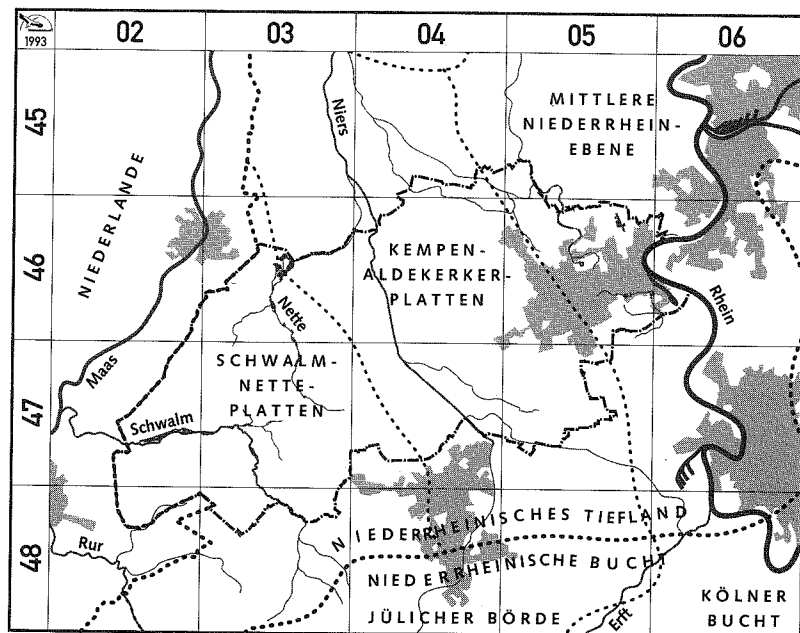 1993
02 03 04 05 06
45
46
47
48
MITTLERE
NIEDERRHEIN-
EBENE
Niers
NIEDERLANDE
KEMPEN-
ALDEKERKER-
PLATTEN
Nette
Rhein
Maas
SCHWALM-
NETTE-
PLATTEN
Schwalm
NIEDERRHEINISCHES TIEFLAND
Rur
NIEDERRHEINISCHE BUCHT
JÜLICHER BÖRDE
Erft
KÖLNER
BUCHT